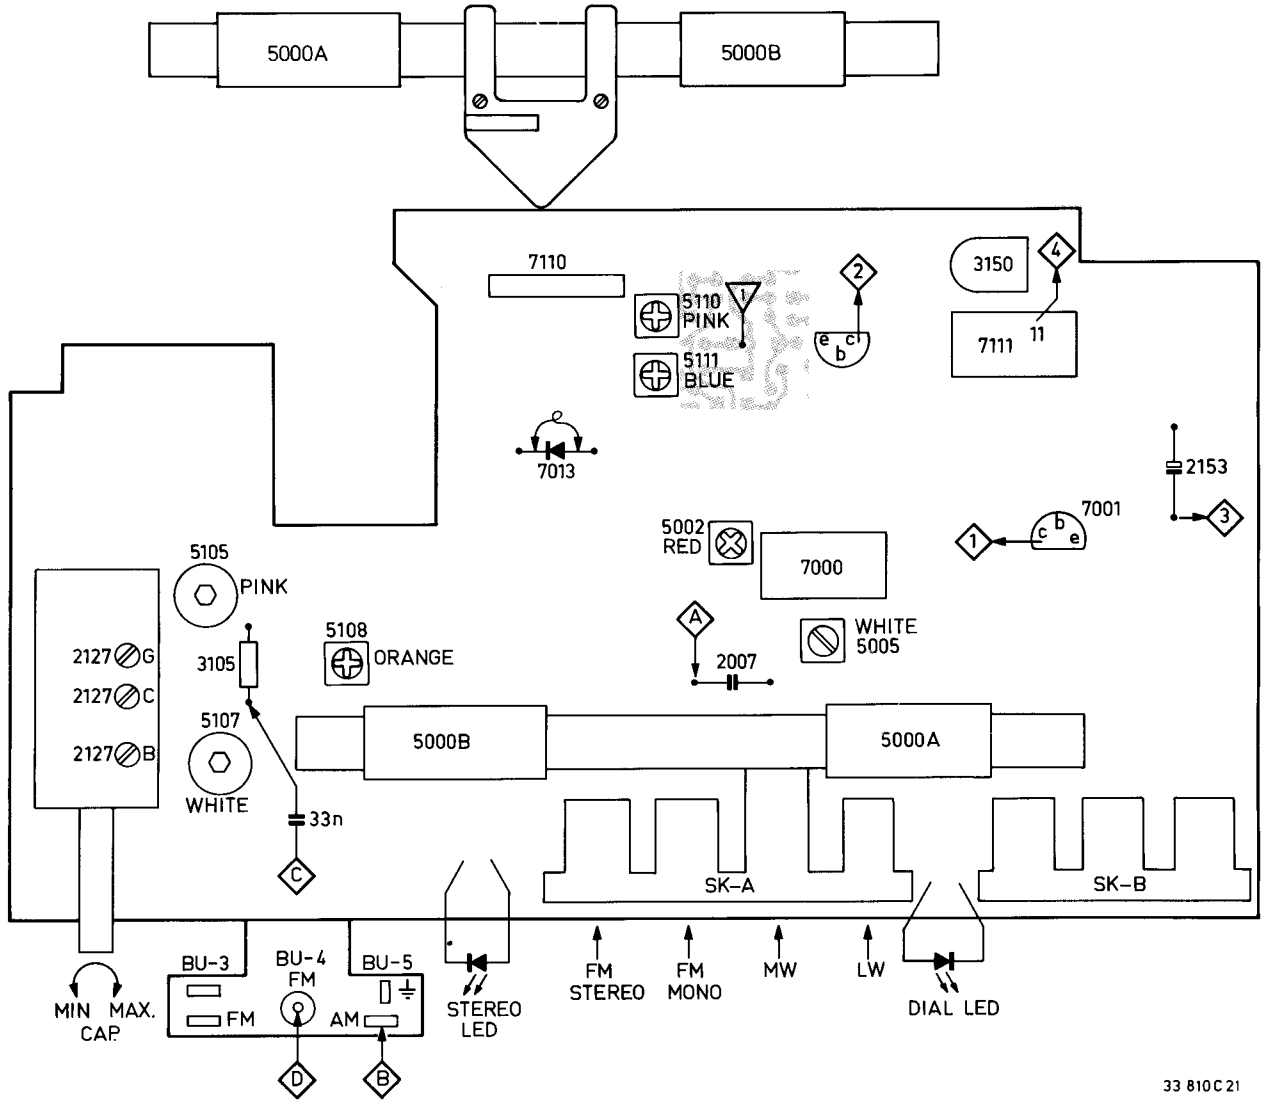 5000A
5000B
7110
5110
PINK
1
2
3150
4
e
c
b
7111
11
5111
BLUE
7013
2153
3
7001
b
c
e
1
5002
RED
7000
5105
PINK
A
WHITE
5005
5108
ORANGE
2007
2127 G
3105
2127 C
5107
2127 B
WHITE
5000B
5000A
33n
C
SK-A
SK-B
BU-3
BU-4
FM
BU-5
FM
AM
MIN MAX.
CAP.
STEREO
LED
FM
STEREO
FM
MONO
MW
LW
DIAL LED
D
B
33 810 C 21